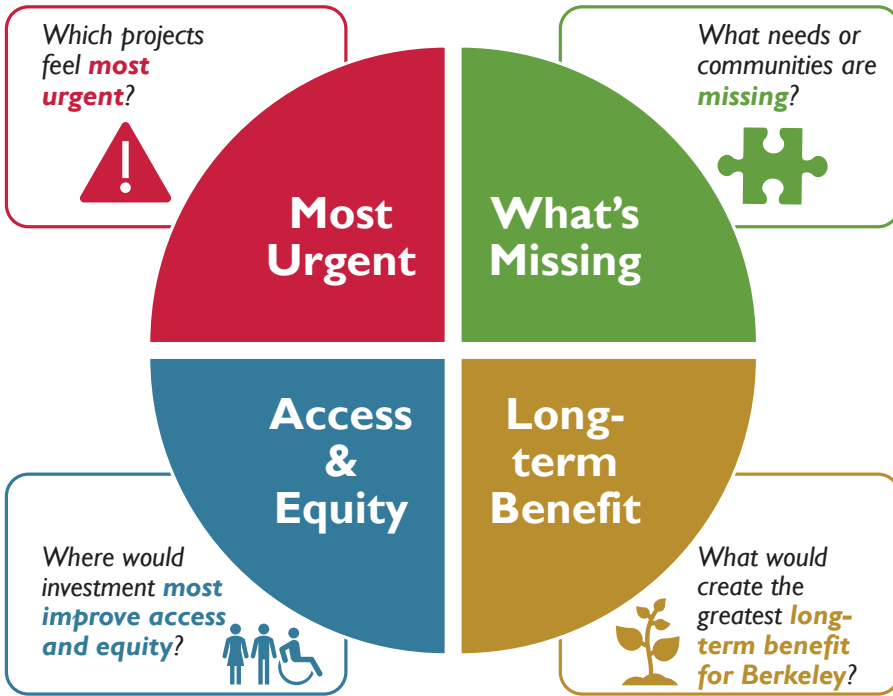 Which projects
feel most
urgent?
What needs or
communities are
missing?
Most
Urgent
What's
Missing
Access
&
Equity
Long-
term
Benefit
Where would
investment most
improve access
and equity?
What would
create the
greatest long-
term benefit
for Berkeley?